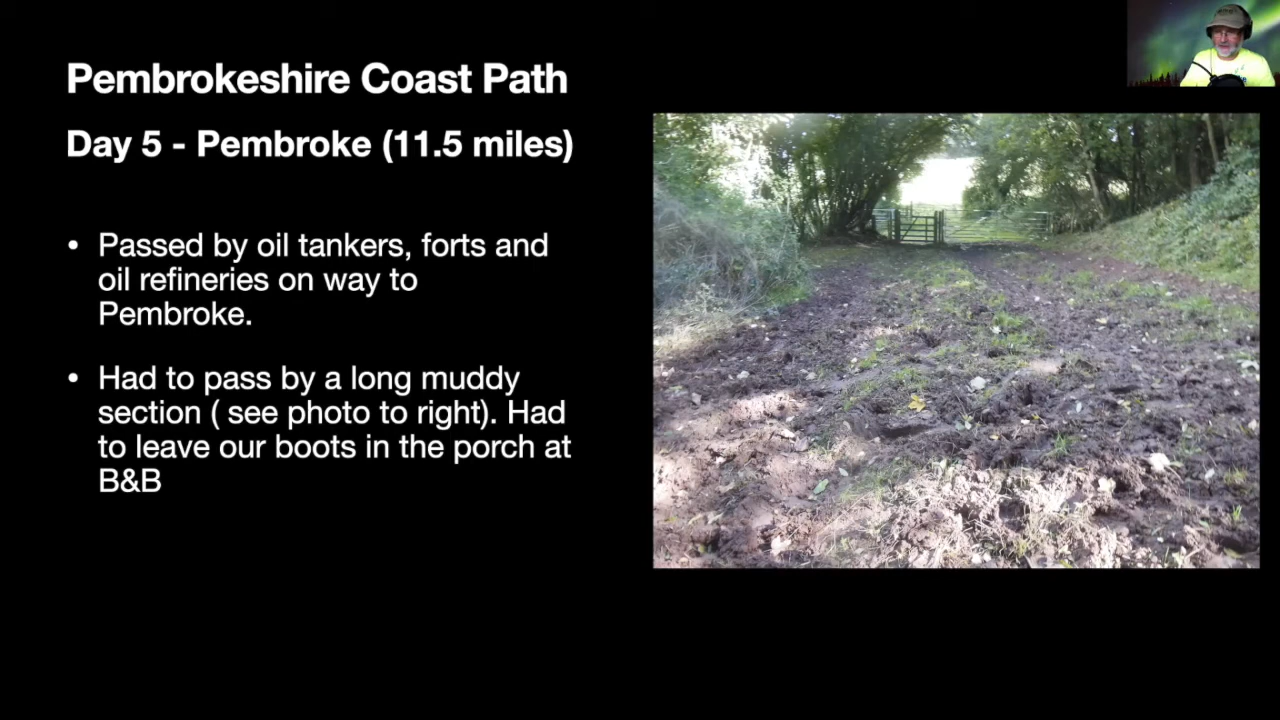 Pembrokeshire Coast Path
Day 5 - Pembroke (11.5 miles)
• Passed by oil tankers, forts and
oil refineries on way to
Pembroke.
• Had to pass by a long muddy
section ( see photo to right). Had
to leave our boots in the porch at
B&B